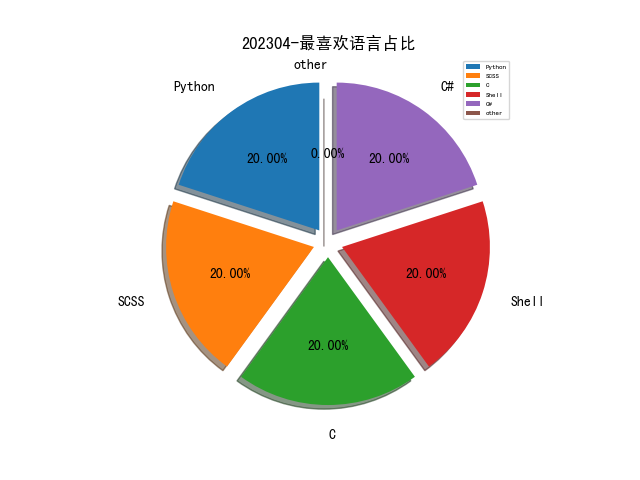 202304-最喜欢语言占比
other
Python
C#
Python
SCSS
C
Shell
C#
other
20.00%
0.00%
20.00%
20.00%
20.00%
SCSS
Shell
20.00%
C